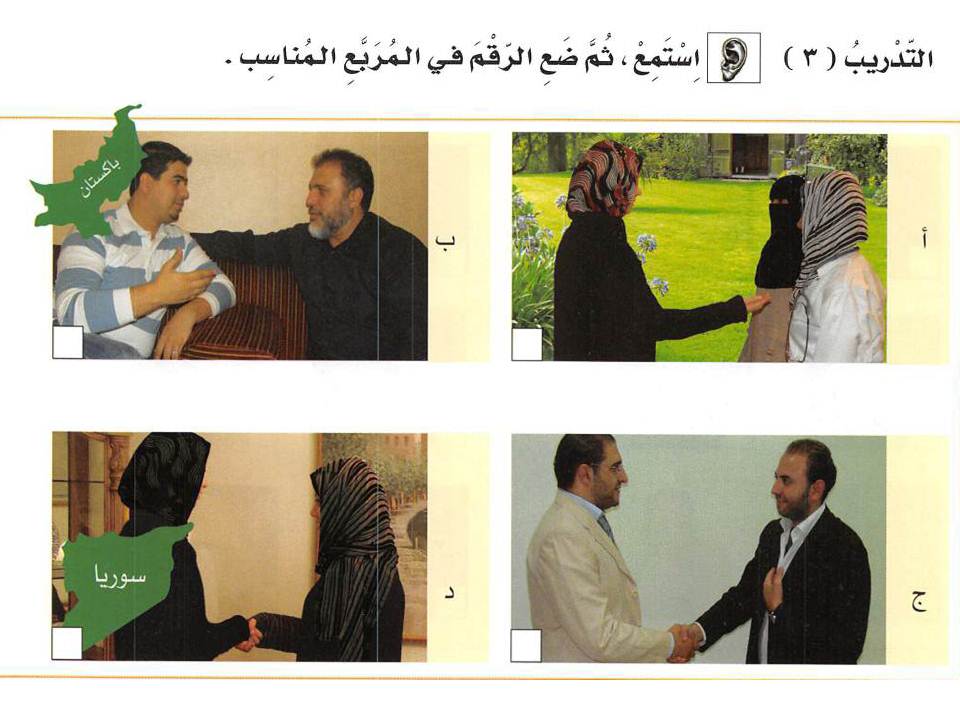 التّدْريبُ ( ٣ ) اِسْتَمِعْ ، ثُمَّ ضَعِ الرّقْمَ في المُرَبَّعِ المُناسِبِ .
أ
ب
باكستان
ج
د
سوريا